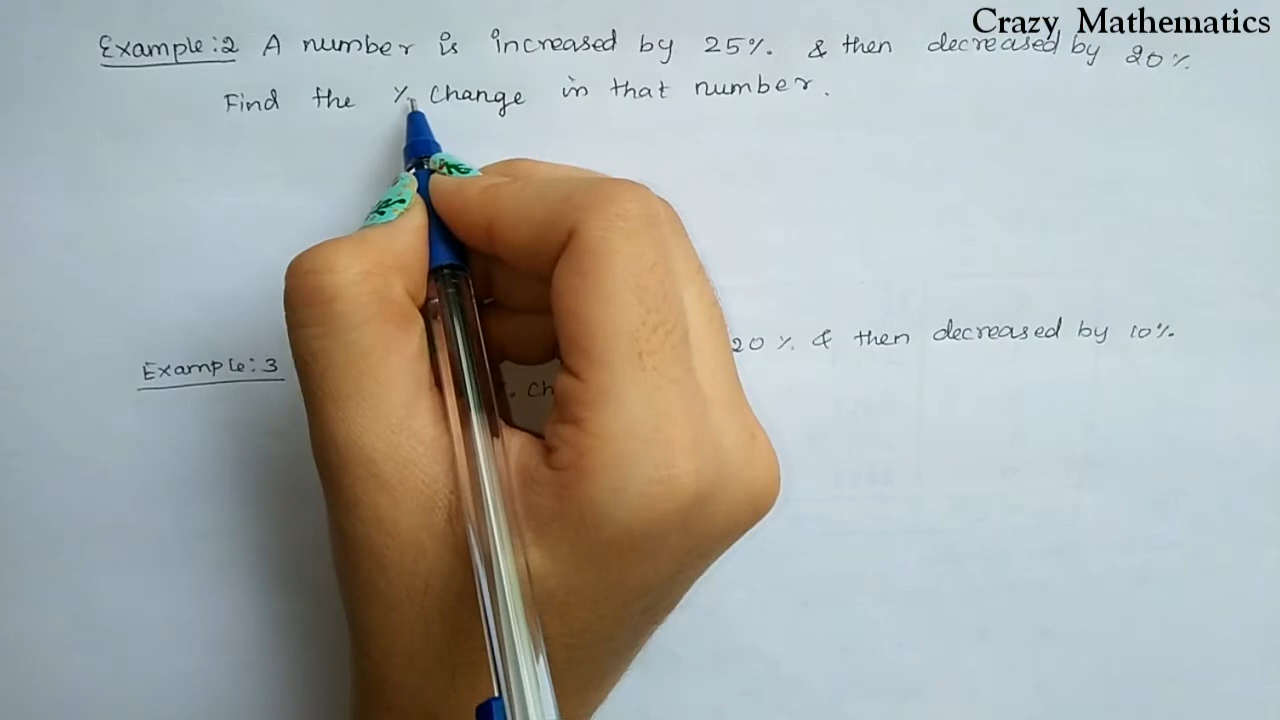 Crazy Mathematics
Example:2 A number is increased by 25%. & then decreased by 20%.
Find the % change in that number.
Example:3 20% & then decreased by 10%.